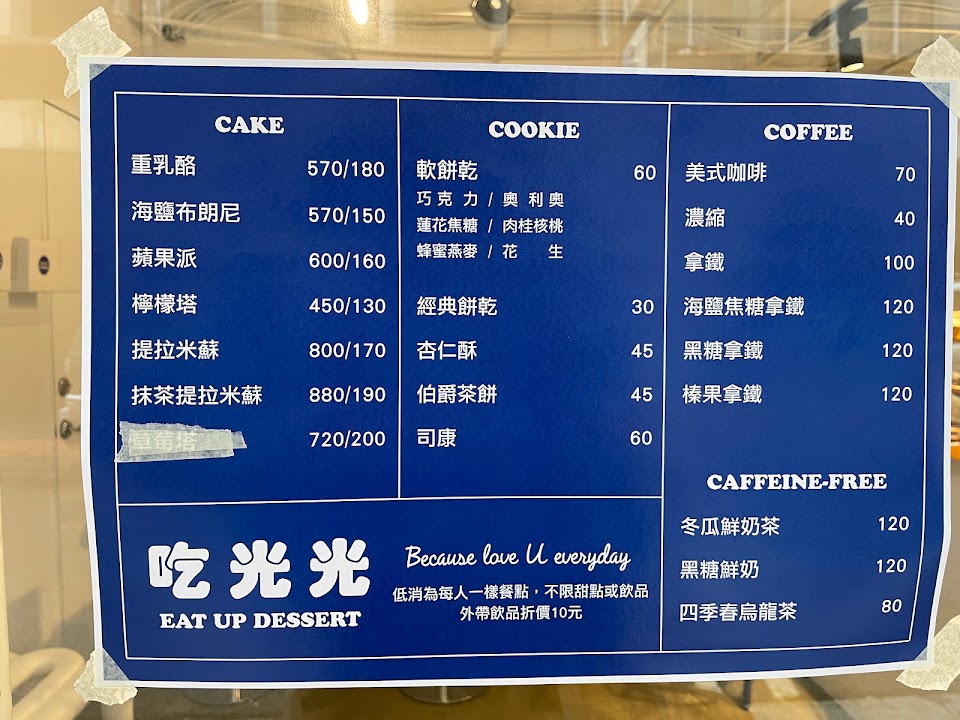 CAKE
重乳酪 570/180
海鹽布朗尼 570/150
蘋果派 600/160
檸檬塔 450/130
提拉米蘇 800/170
抹茶提拉米蘇 880/190
草莓塔 720/200
COOKIE
軟餅乾 60
巧克力 / 奧利奧
蓮花焦糖 / 肉桂核桃
蜂蜜燕麥 / 花生
經典餅乾 30
杏仁酥 45
伯爵茶餅 45
司康 60
COFFEE
美式咖啡 70
濃縮 40
拿鐵 100
海鹽焦糖拿鐵 120
黑糖拿鐵 120
榛果拿鐵 120
CAFFEINE-FREE
冬瓜鮮奶茶 120
黑糖鮮奶 120
四季春烏龍茶 80
吃光光
EAT UP DESSERT
Because love U everyday
低消為每人一樣餐點，不限甜點或飲品
外帶飲品折價10元